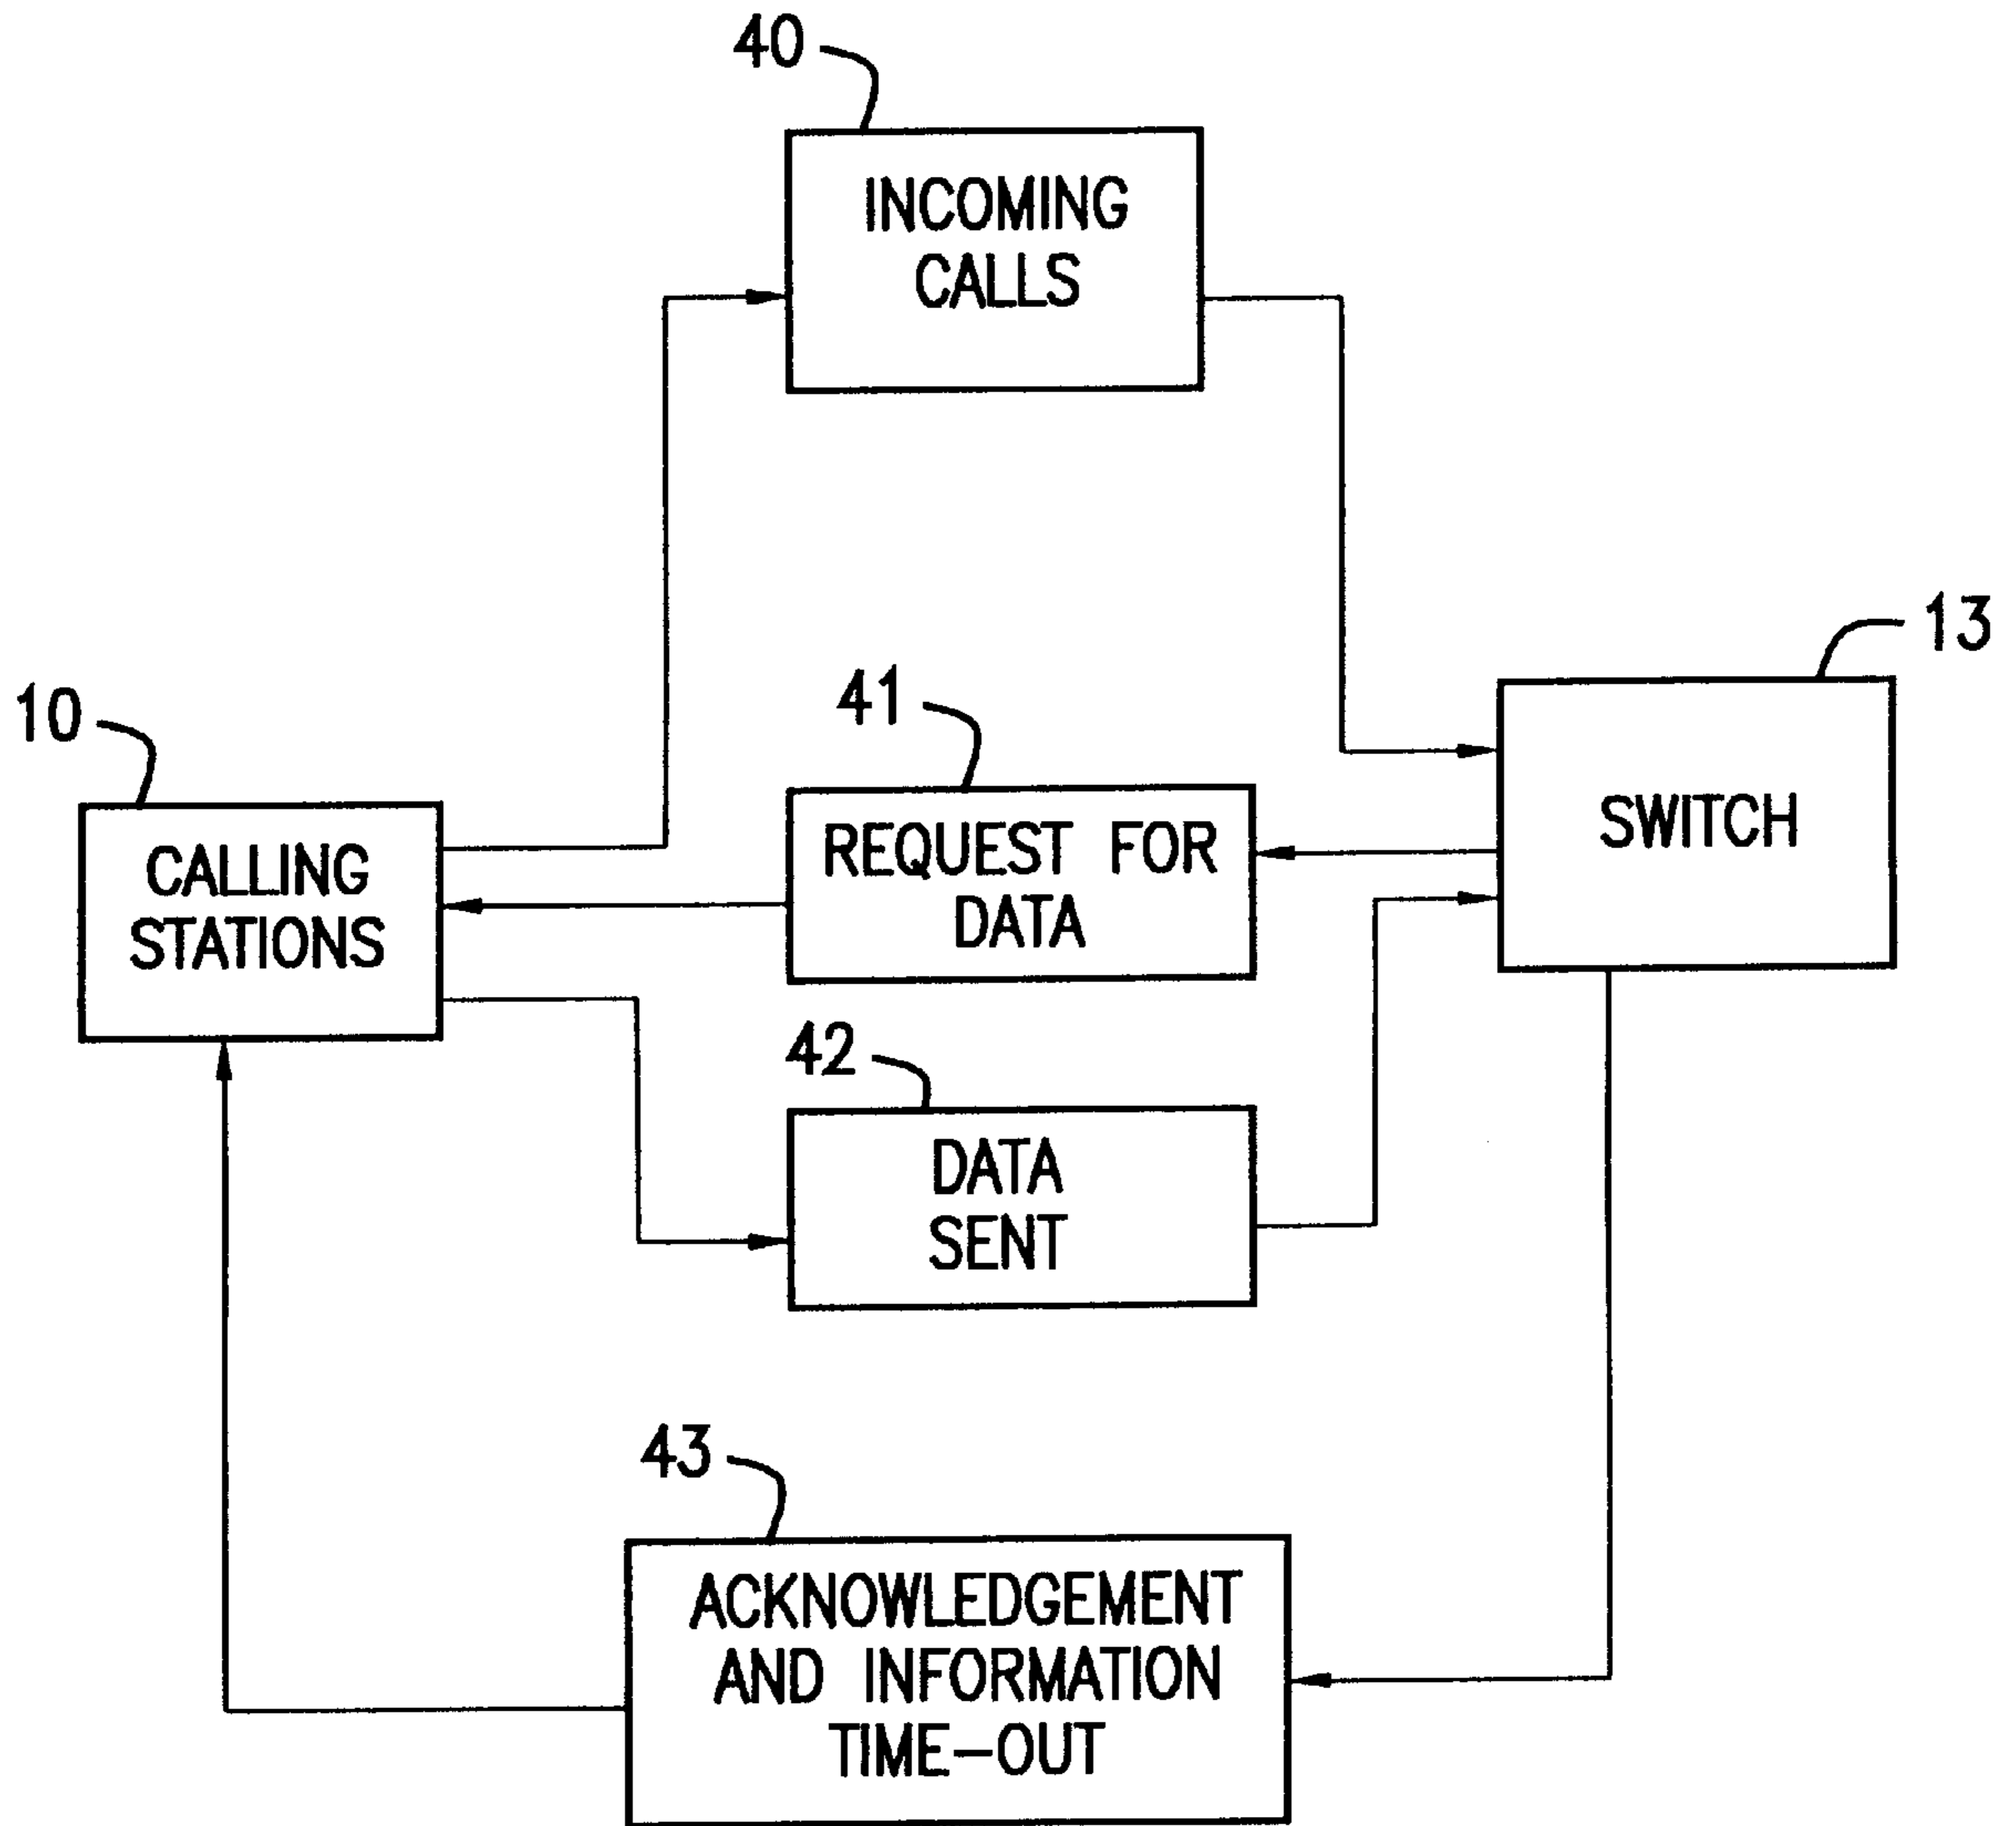 40
INCOMING
CALLS
13
41
10
SWITCH
REQUEST FOR
DATA
CALLING
STATIONS
42
DATA
SENT
43
ACKNOWLEDGEMENT
AND INFORMATION
TIME-OUT